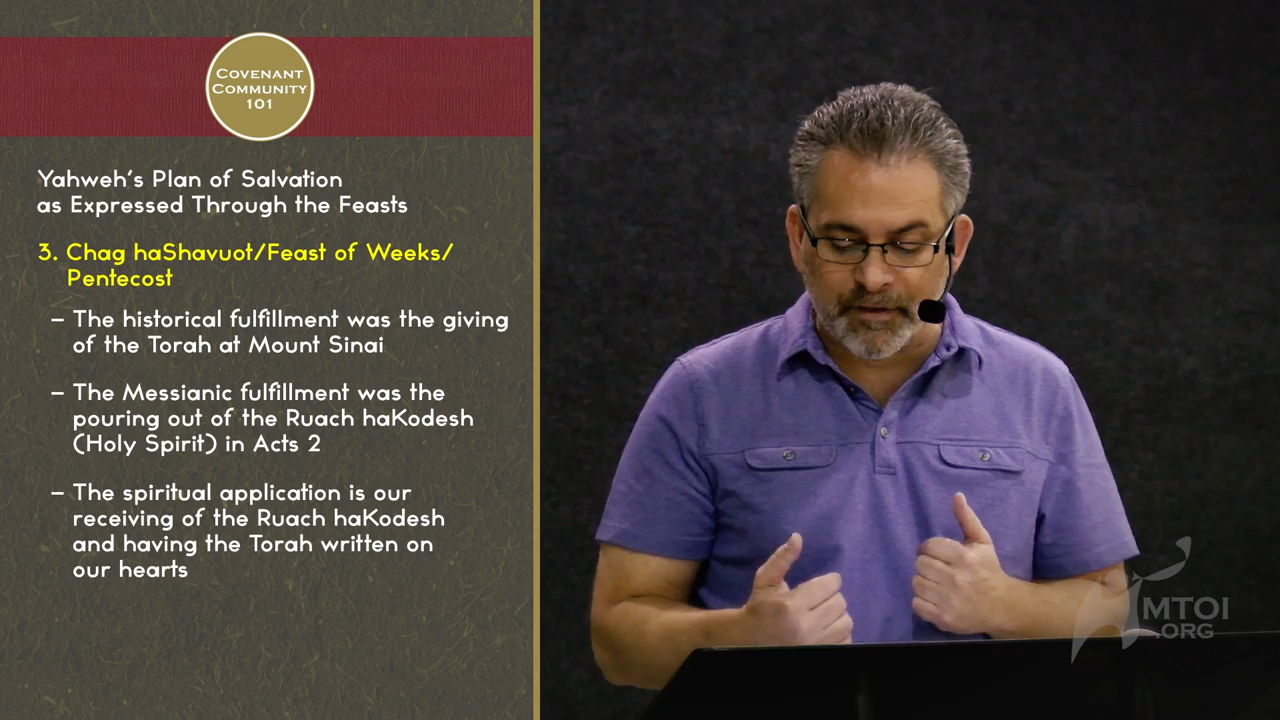 Covenant
Community
101
Yahweh's Plan of Salvation
as Expressed Through the Feasts
3. Chag haShavuot/Feast of Weeks/
Pentecost
– The historical fulfillment was the giving
of the Torah at Mount Sinai
– The Messianic fulfillment was the
pouring out of the Ruach haKodesh
(Holy Spirit) in Acts 2
– The spiritual application is our
receiving of the Ruach haKodesh
and having the Torah written on
our hearts
MTOI
.ORG